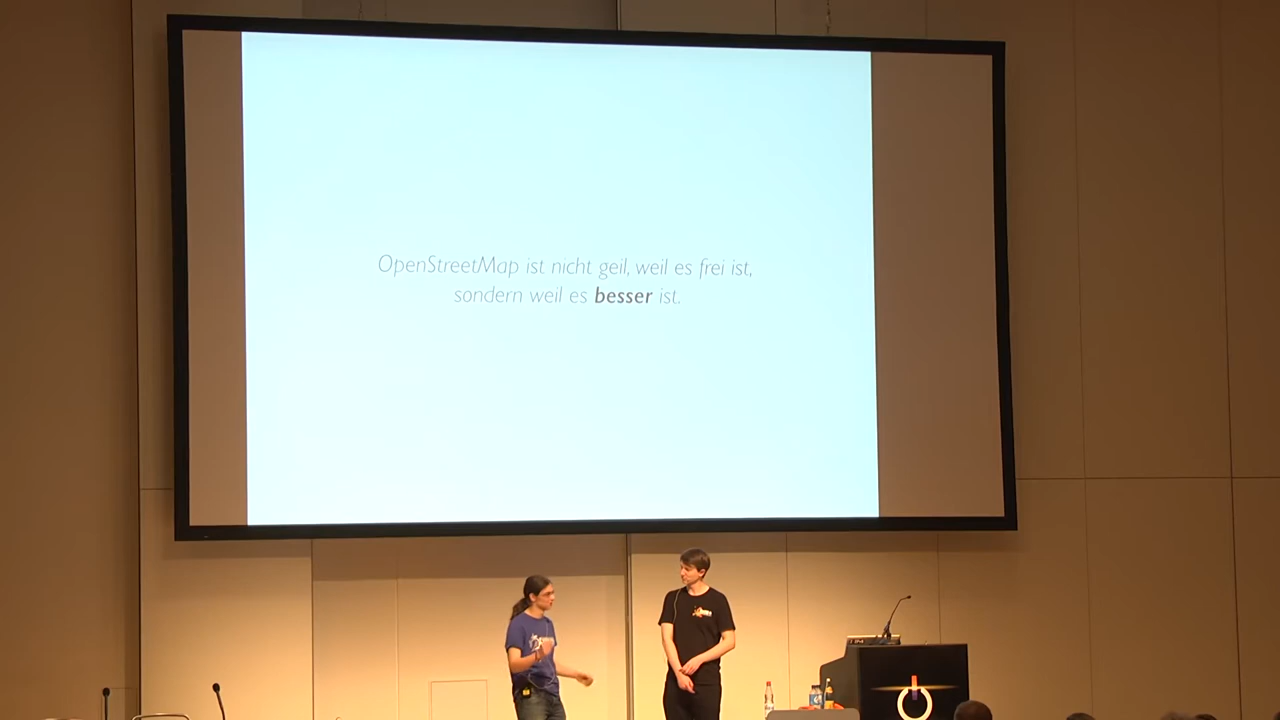 OpenStreetMap ist nicht geil, weil es frei ist,
sondern weil es besser ist.